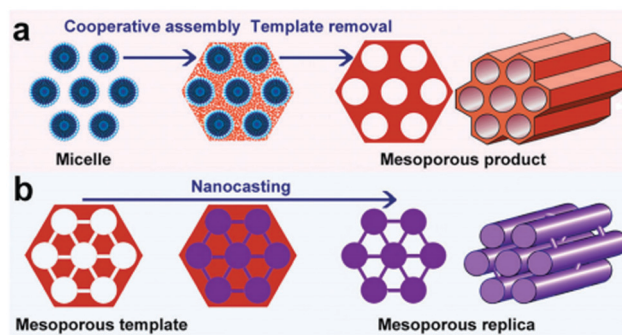 a
Cooperative assembly Template removal
Micelle
Mesoporous product
b
Nanocasting
Mesoporous template
Mesoporous replica